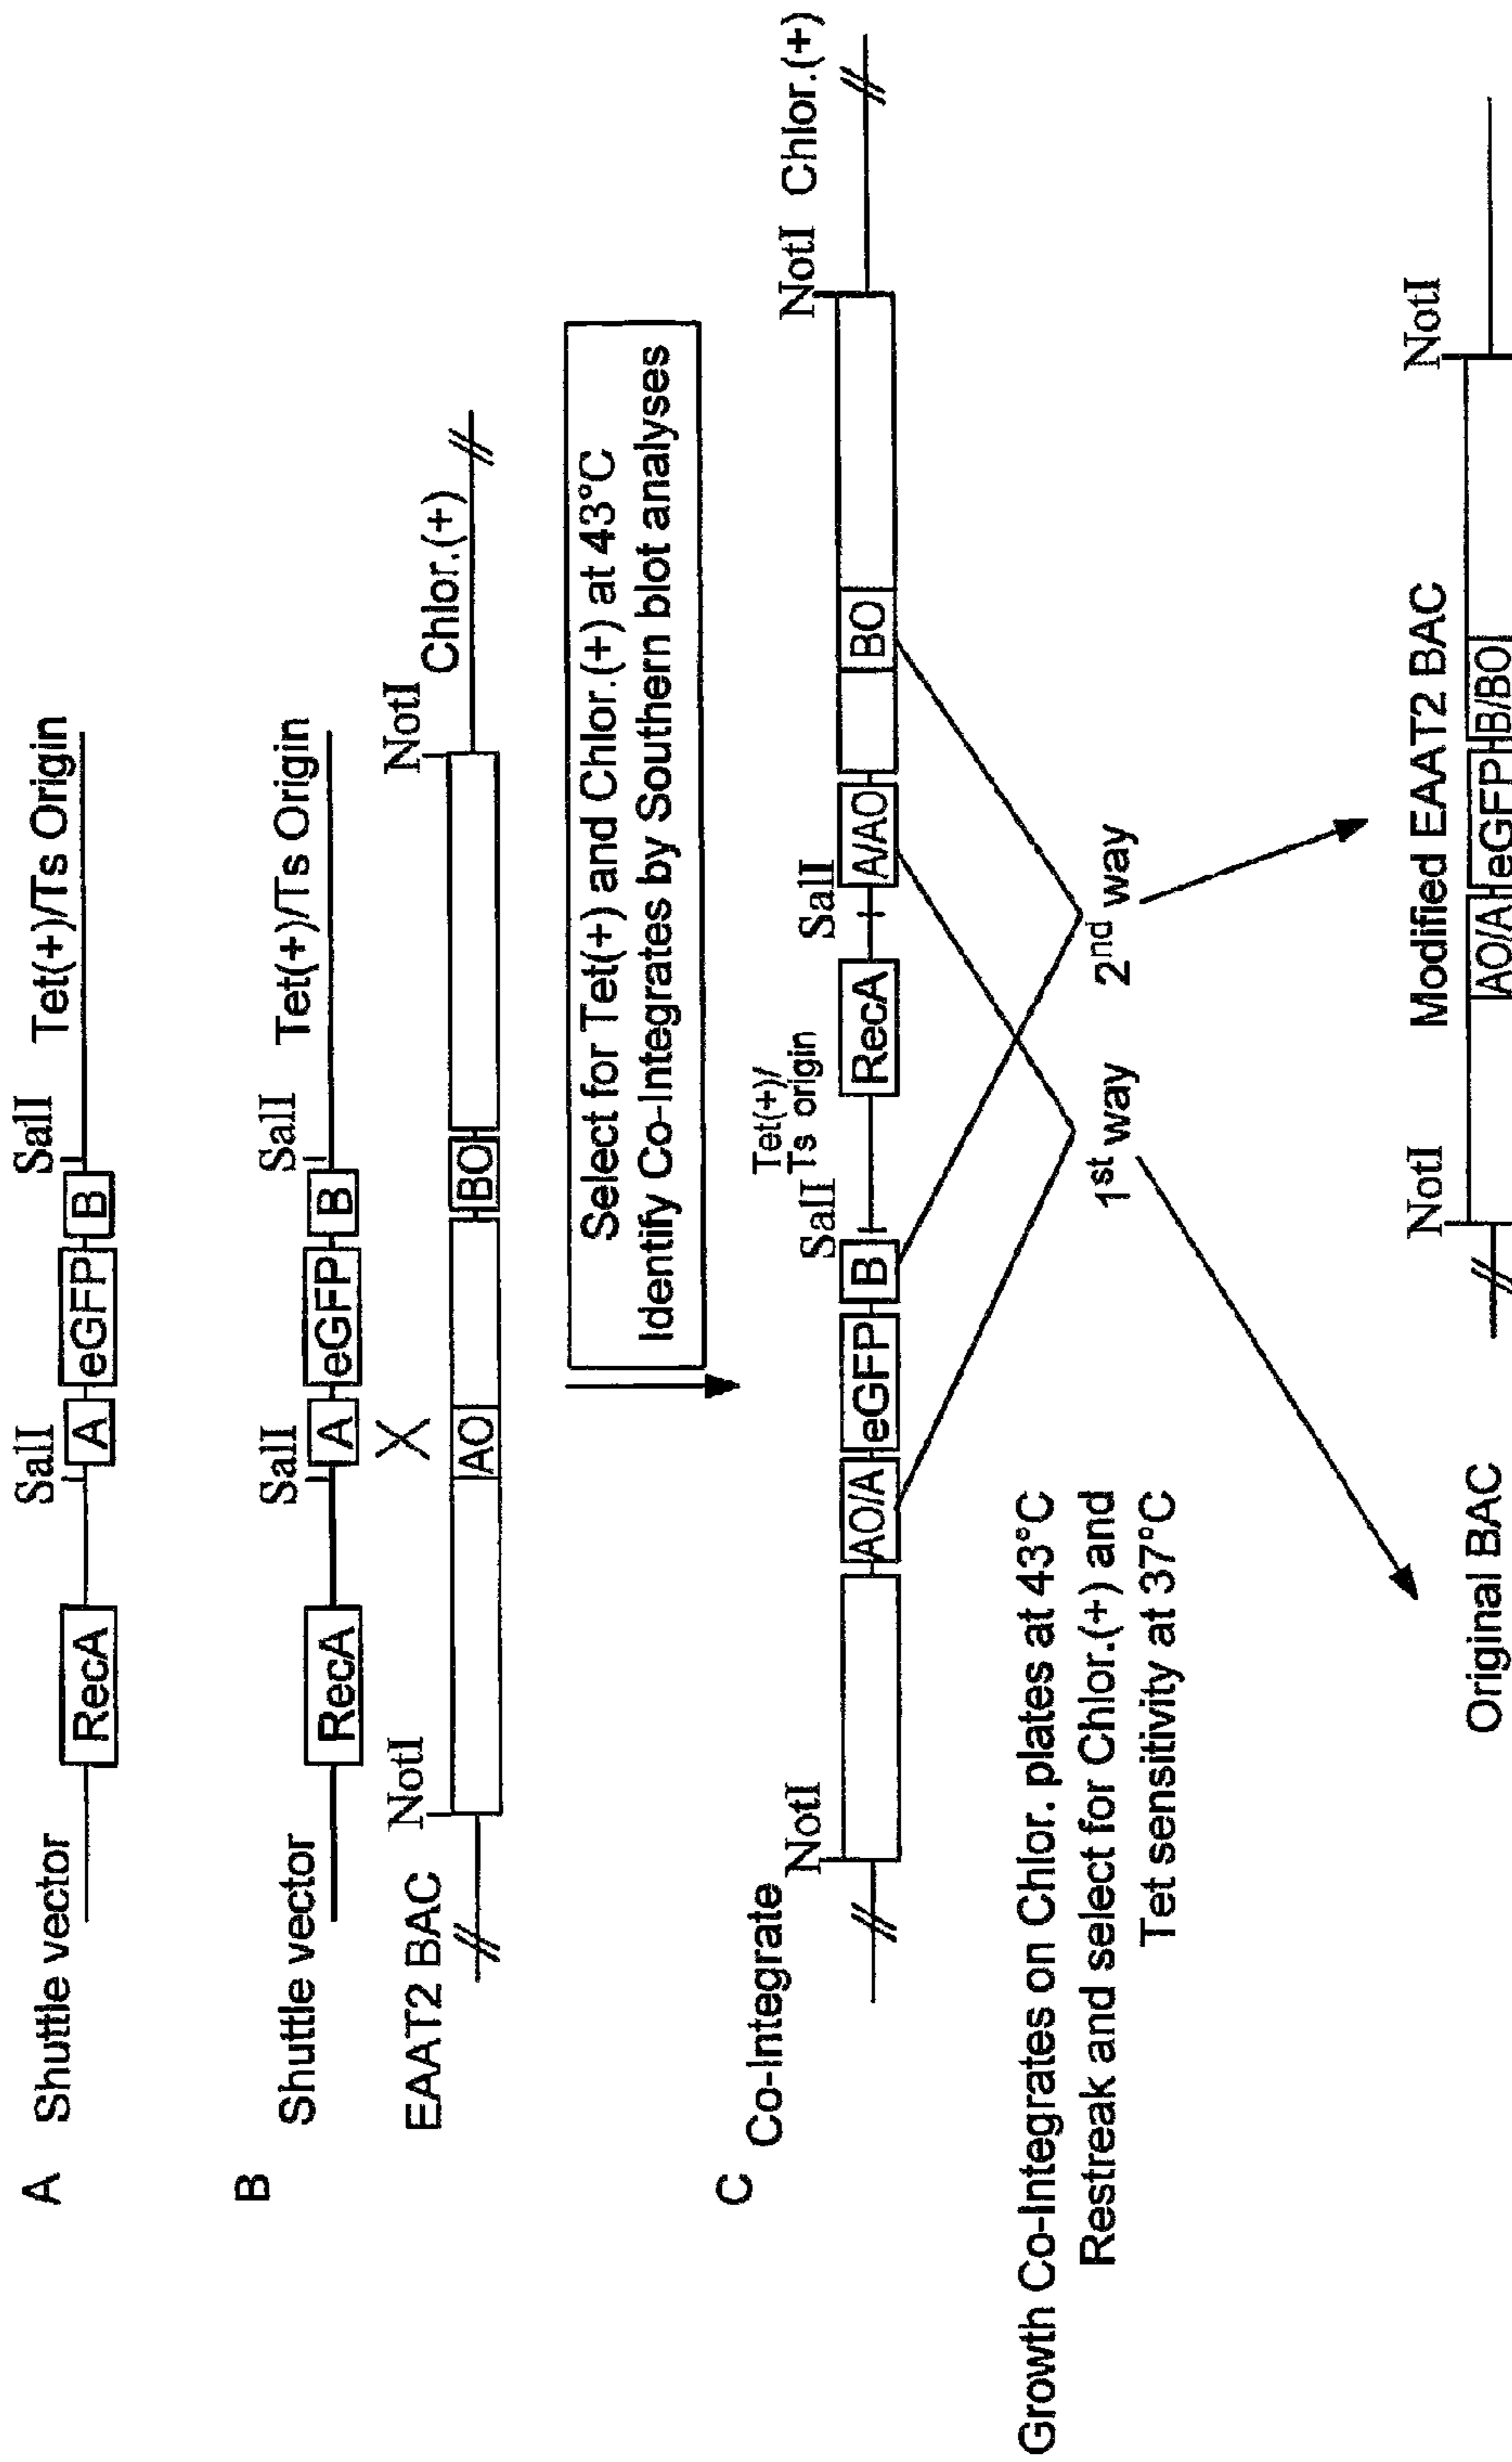 A
Shuttle vector
RecA
SalI
A
eGFP
B
SalI
Tet(+)/Ts Origin
B
Shuttle vector
RecA
SalI
A
eGFP
B
SalI
Tet(+)/Ts Origin
X
EAAT2 BAC
NotI
AO
BO
NotI
Chlor.(+)
Select for Tet(+) and Chlor.(+) at 43°C
Identify Co-Integrates by Southern blot analyses
C
Co-Integrate
NotI
AO/A
eGFP
B
SalI
Tet(+)/
Ts origin
RecA
SalI
A/AO
BO
NotI
Chlor.(+)
Growth Co-Integrates on Chlor. plates at 43°C
Restreak and select for Chlor.(+) and
Tet sensitivity at 37°C
1st way
2nd way
Original BAC
Modified EAAT2 BAC
NotI
AO/A
eGFP
B/BO
NotI